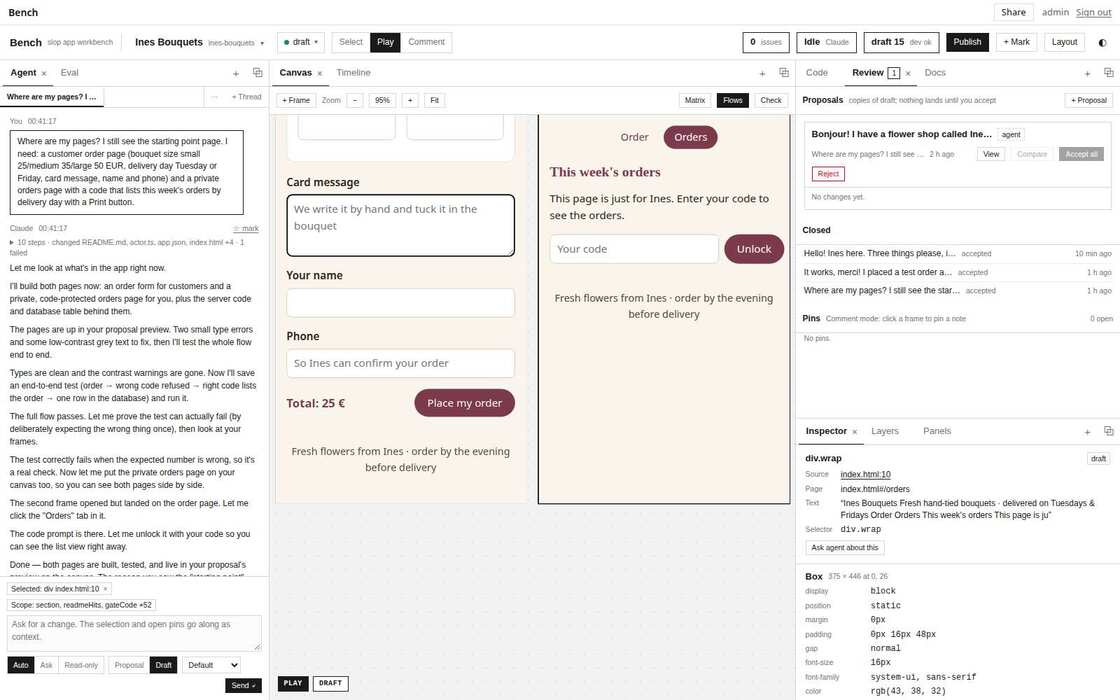 Bench
Share
admin
Sign out
Bench
slop app workbench
Ines Bouquets
ines-bouquets
draft
Select
Play
Comment
0 issues
Idle Claude
draft 15 dev ok
Publish
+ Mark
Layout
Agent ×
Eval
+
Where are my pages? I …
…
+ Thread
You 00:41:17
Where are my pages? I still see the starting point page. I
need: a customer order page (bouquet size small
25/medium 35/large 50 EUR, delivery day Tuesday or
Friday, card message, name and phone) and a private
orders page with a code that lists this week's orders by
delivery day with a Print button.
Claude 00:41:17
☆ mark
10 steps · changed README.md, actor.ts, app.json, index.html +4 · 1
failed
Let me look at what's in the app right now.
I'll build both pages now: an order form for customers and a
private, code-protected orders page for you, plus the server code
and database table behind them.
The pages are up in your proposal preview. Two small type errors
and some low-contrast grey text to fix, then I'll test the whole flow
end to end.
Types are clean and the contrast warnings are gone. Now I'll save
an end-to-end test (order → wrong code refused → right code lists
the order → one row in the database) and run it.
The full flow passes. Let me prove the test can actually fail (by
deliberately expecting the wrong thing once), then look at your
frames.
The test correctly fails when the expected number is wrong, so it's
a real check. Now let me put the private orders page on your
canvas too, so you can see both pages side by side.
The second frame opened but landed on the order page. Let me
click the "Orders" tab in it.
The code prompt is there. Let me unlock it with your code so you
can see the list view right away.
Done — both pages are built, tested, and live in your proposal's
Selected: div index.html:10 ×
Scope: section, readmeHits, gateCode +52
Ask for a change. The selection and open pins go along as
context.
Auto
Ask
Read-only
Proposal
Draft
Default
Send
Canvas ×
Timeline
+
+ Frame
Zoom
−
95%
+
Fit
Matrix
Flows
Check
Card message
We write it by hand and tuck it in the
bouquet
Your name
Phone
So Ines can confirm your order
Total: 25 €
Place my order
Fresh flowers from Ines · order by the evening
before delivery
Order
Orders
This week's orders
This page is just for Ines. Enter your code to
see the orders.
Your code
Unlock
Fresh flowers from Ines · order by the evening
before delivery
PLAY
DRAFT
Code
Review 1 ×
Docs
+
Proposals
copies of draft; nothing lands until you accept
+ Proposal
Bonjour! I have a flower shop called Ine…
agent
Where are my pages? I still see …
2 h ago
View
Compare
Accept all
Reject
No changes yet.
Closed
Hello! Ines here. Three things please, i… accepted 10 min ago
It works, merci! I placed a test order a… accepted 1 h ago
Where are my pages? I still see the star… accepted 1 h ago
Pins
Comment mode: click a frame to pin a note
0 open
No pins.
Inspector ×
Layers
Panels
+
div.wrap
draft
Source index.html:10
Page index.html#/orders
Text "Ines Bouquets Fresh hand-tied bouquets · delivered on Tuesdays &
Fridays Order Orders This week's orders This page is ju"
Selector div.wrap
Ask agent about this
Box 375 × 446 at 0, 26
display block
position static
margin 0px
padding 0px 16px 48px
gap normal
font-size 16px
font-family system-ui, sans-serif
color rgb(43, 38, 32)